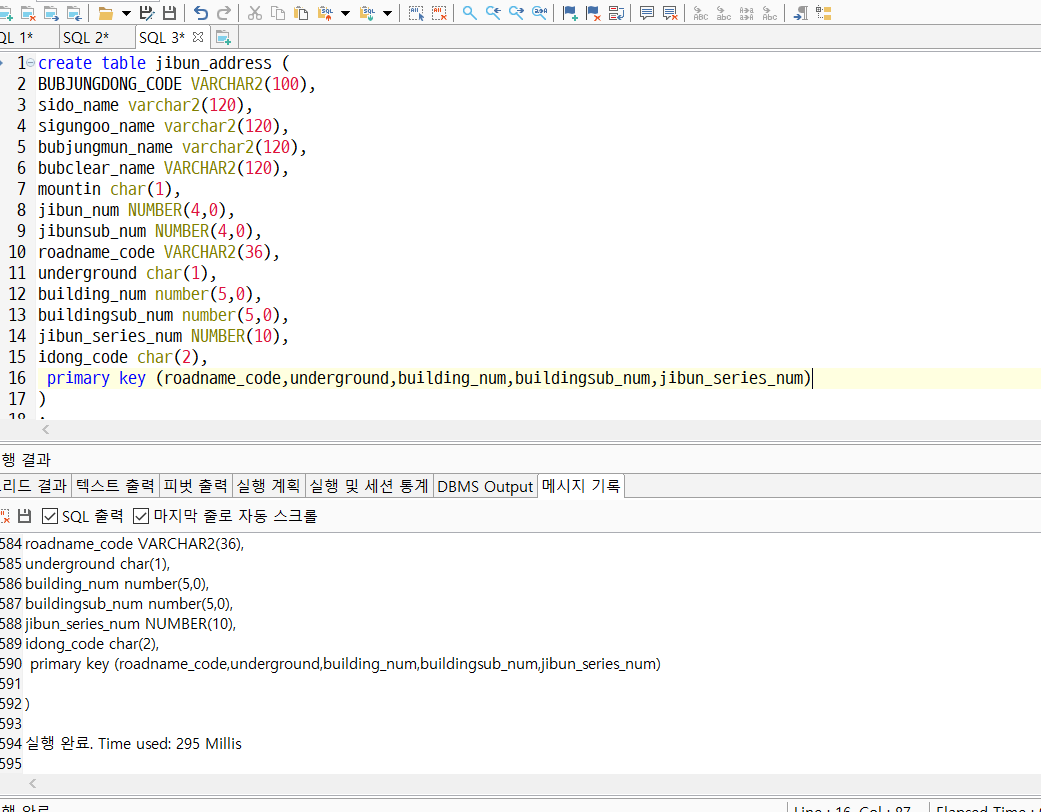 QL 1*
SQL 2*
SQL 3*
1 create table jibun_address (
2 BUBJUNGDONG_CODE VARCHAR2(100),
3 sido_name varchar2(120),
4 sigungoo_name varchar2(120),
5 bubjungmun_name varchar2(120),
6 bubclear_name VARCHAR2(120),
7 mountin char(1),
8 jibun_num NUMBER(4,0),
9 jibunsub_num NUMBER(4,0),
10 roadname_code VARCHAR2(36),
11 underground char(1),
12 building_num number(5,0),
13 buildingsub_num number(5,0),
14 jibun_series_num NUMBER(10),
15 idong_code char(2),
16 primary key (roadname_code,underground,building_num,buildingsub_num,jibun_series_num)
17 )
18
행 결과
리드 결과 텍스트 출력 피벗 출력 실행 계획 실행 및 세션 통계 DBMS Output 메시지 기록
SQL 출력 마지막 줄로 자동 스크롤
584 roadname_code VARCHAR2(36),
585 underground char(1),
586 building_num number(5,0),
587 buildingsub_num number(5,0),
588 jibun_series_num NUMBER(10),
589 idong_code char(2),
590 primary key (roadname_code,underground,building_num,buildingsub_num,jibun_series_num)
591
592 )
593
594 실행 완료. Time used: 295 Millis
595
행 완료
Line : 16, Col : 87
Elapsed Time :